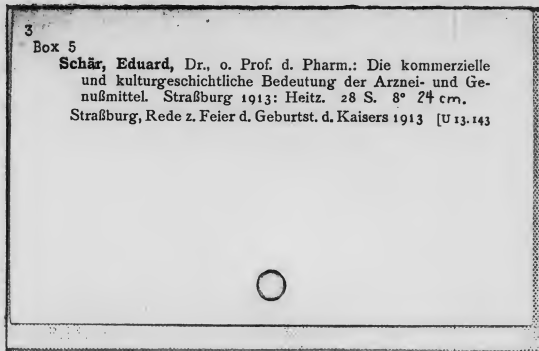 3
Box 5
Schär, Eduard, Dr., o. Prof. d. Pharm.: Die kommerzielle
und kulturgeschichtliche Bedeutung der Arznei- und Ge-
nußmittel. Straßburg 1913: Heitz. 28 S. 8° 24 cm.
Straßburg, Rede z. Feier d. Geburtst. d. Kaisers 1913 [U 13.143